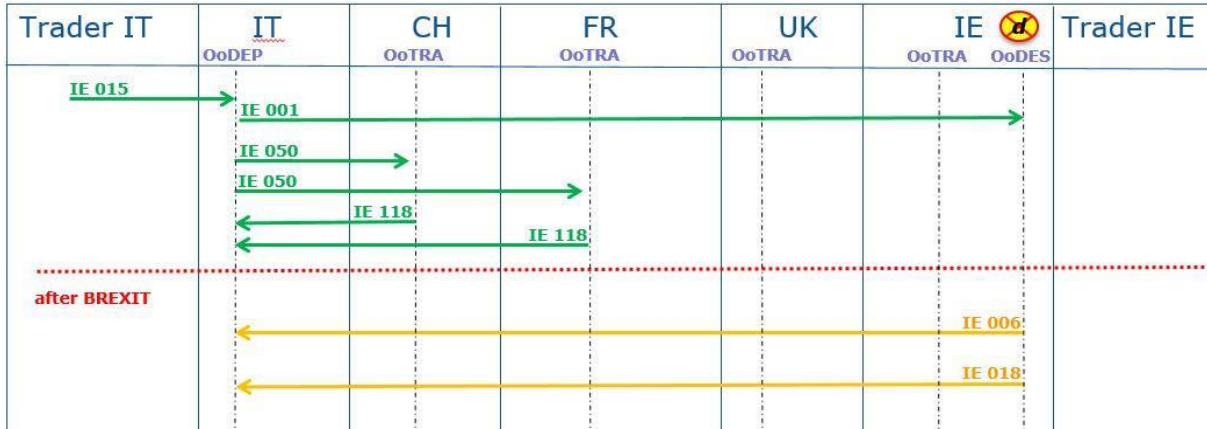 Trader IT IT CH FR UK IE d Trader IE
OoDEP OoTRA OoTRA OoTRA OoTRA OoDES
IE 015
IE 001
IE 050
IE 050
IE 118
IE 118
after BREXIT
IE 006
IE 018